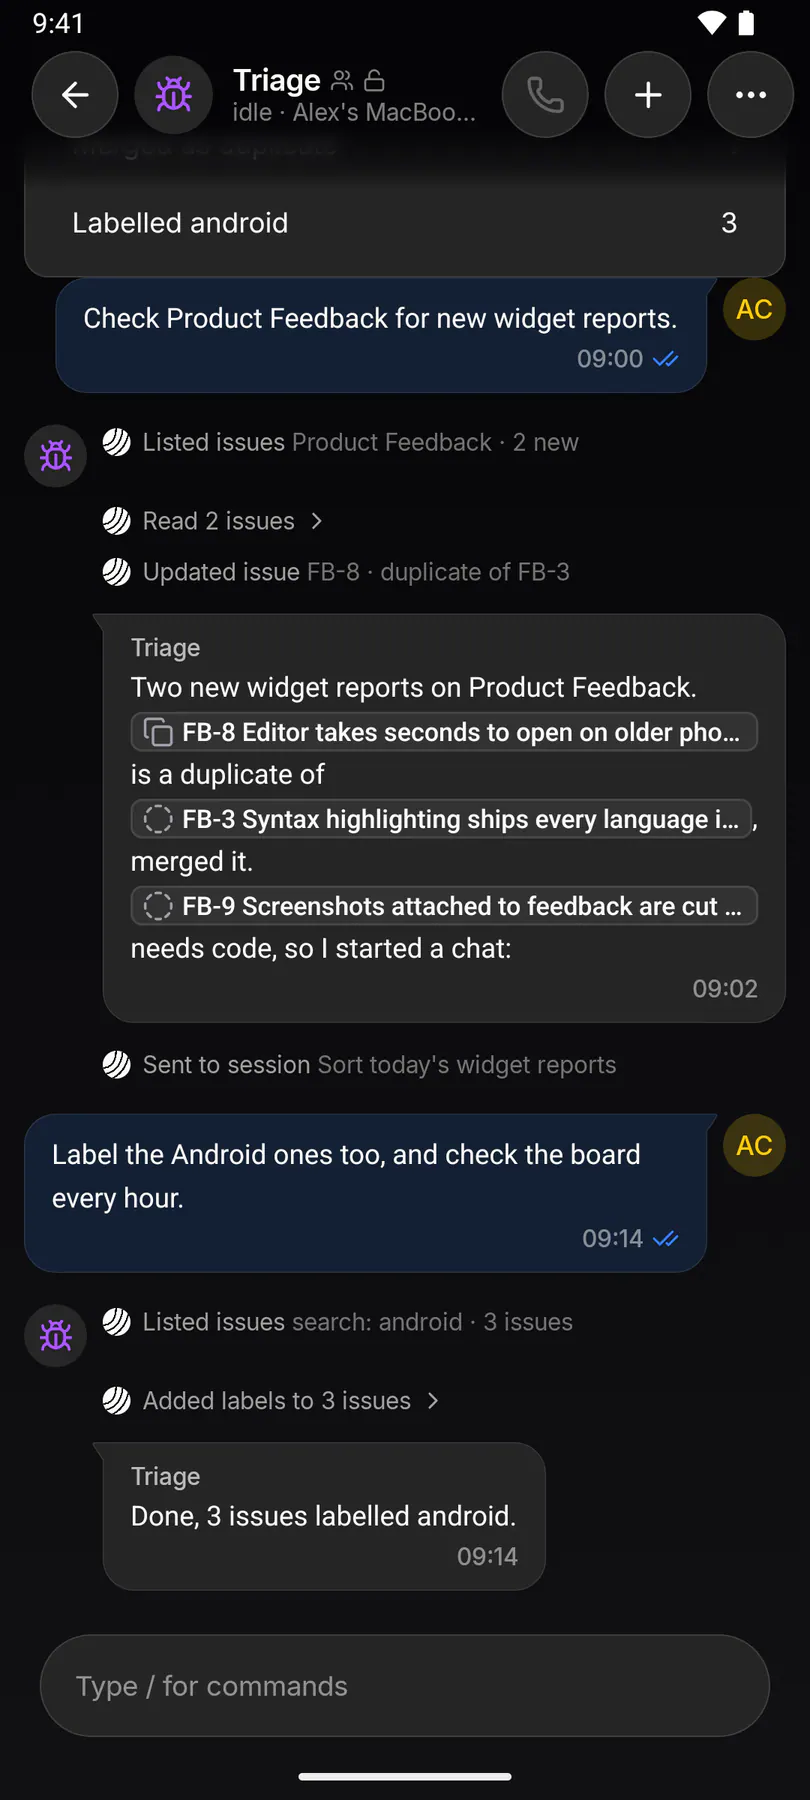 9:41
Triage
idle · Alex's MacBoo...
Labelled android 3
Check Product Feedback for new widget reports.
09:00
AC
Listed issues Product Feedback · 2 new
Read 2 issues
Updated issue FB-8 · duplicate of FB-3
Triage
Two new widget reports on Product Feedback.
FB-8 Editor takes seconds to open on older pho...
is a duplicate of
FB-3 Syntax highlighting ships every language i... ,
merged it.
FB-9 Screenshots attached to feedback are cut ...
needs code, so I started a chat:
09:02
Sent to session Sort today's widget reports
Label the Android ones too, and check the board
every hour.
09:14
AC
Listed issues search: android · 3 issues
Added labels to 3 issues
Triage
Done, 3 issues labelled android.
09:14
Type / for commands